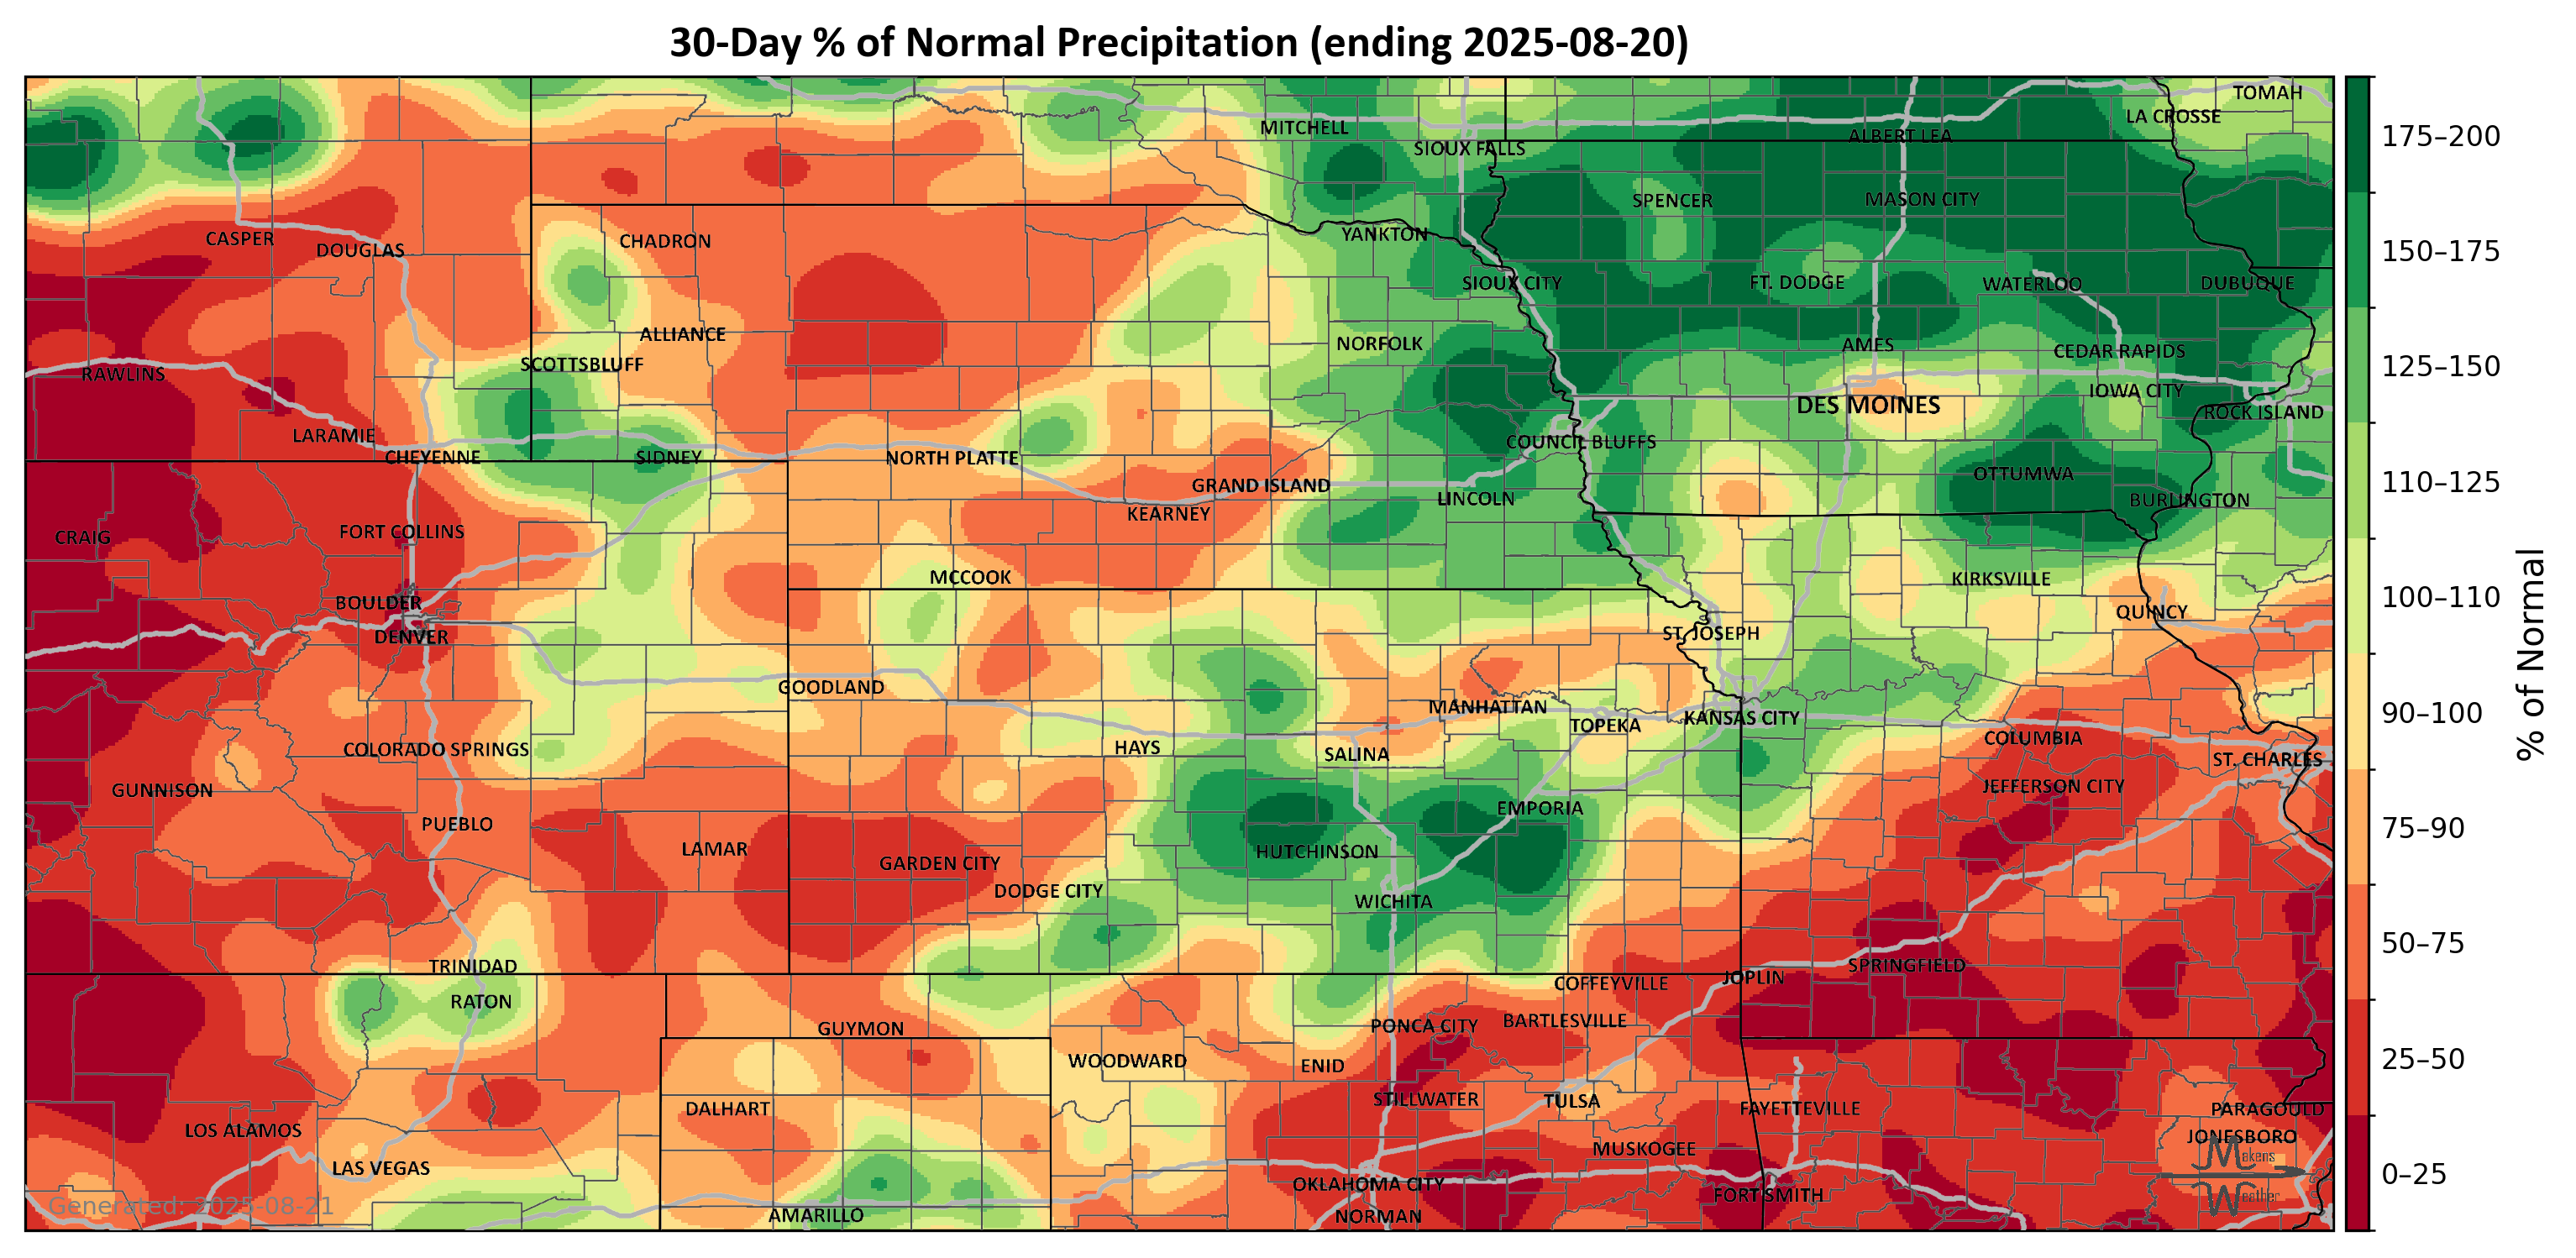 30-Day % of Normal Precipitation (ending 2025-08-20)
TOMAH
LA CROSSE
MITCHELL
ALBERT LEA
SIOUX FALLS
SPENCER
MASON CITY
YANKTON
CASPER
CHADRON
DOUGLAS
SIOUX CITY
FT. DODGE
WATERLOO
DUBUQUE
ALLIANCE
NORFOLK
AMES
CEDAR RAPIDS
SCOTTSBLUFF
RAWLINS
IOWA CITY
DES MOINES
ROCK ISLAND
LARAMIE
COUNCIL BLUFFS
CHEYENNE
SIDNEY
NORTH PLATTE
OTTUMWA
GRAND ISLAND
LINCOLN
BURLINGTON
KEARNEY
CRAIG
FORT COLLINS
MCCOOK
KIRKSVILLE
BOULDER
QUINCY
DENVER
ST. JOSEPH
GOODLAND
MANHATTAN
KANSAS CITY
TOPEKA
COLUMBIA
COLORADO SPRINGS
HAYS
SALINA
ST. CHARLES
GUNNISON
JEFFERSON CITY
EMPORIA
PUEBLO
LAMAR
HUTCHINSON
GARDEN CITY
DODGE CITY
WICHITA
TRINIDAD
SPRINGFIELD
JOPLIN
COFFEYVILLE
RATON
GUYMON
PONCA CITY
BARTLESVILLE
WOODWARD
ENID
STILLWATER
TULSA
DALHART
FAYETTEVILLE
PARAGOULD
LOS ALAMOS
JONESBORO
MUSKOGEE
Makens
LAS VEGAS
OKLAHOMA CITY
FORT SMITH
Weather
Generated: 2025-08-21
AMARILLO
NORMAN
175–200
150–175
125–150
110–125
100–110
90–100
75–90
50–75
25–50
0–25
% of Normal